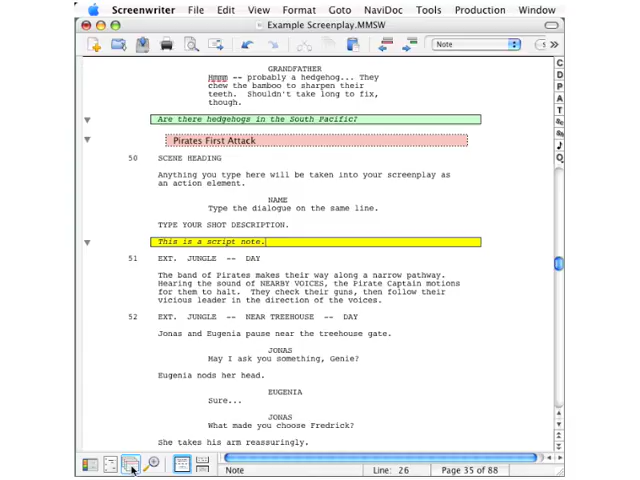 Screenwriter File Edit View Format Goto NaviDoc Tools Production Window
Example Screenplay.MMSW
Note
GRANDFATHER
Hmmm -- probably a hedgehog... They
chew the bamboo to sharpen their
teeth. Shouldn't take long to fix,
though.
Are there hedgehogs in the South Pacific?
Pirates First Attack
50 SCENE HEADING
Anything you type here will be taken into your screenplay as
an action element.
NAME
Type the dialogue on the same line.
TYPE YOUR SHOT DESCRIPTION.
This is a script note.
51 EXT. JUNGLE -- DAY
The band of Pirates makes their way along a narrow pathway.
Hearing the sound of NEARBY VOICES, the Pirate Captain motions
for them to halt. They check their guns, then follow their
vicious leader in the direction of the voices.
52 EXT. JUNGLE -- NEAR TREEHOUSE -- DAY
Jonas and Eugenia pause near the treehouse gate.
JONAS
May I ask you something, Genie?
Eugenia nods her head.
EUGENIA
Sure...
JONAS
What made you choose Fredrick?
She takes his arm reassuringly.
C
D
P
A
T
Note Line: 26 Page 35 of 88